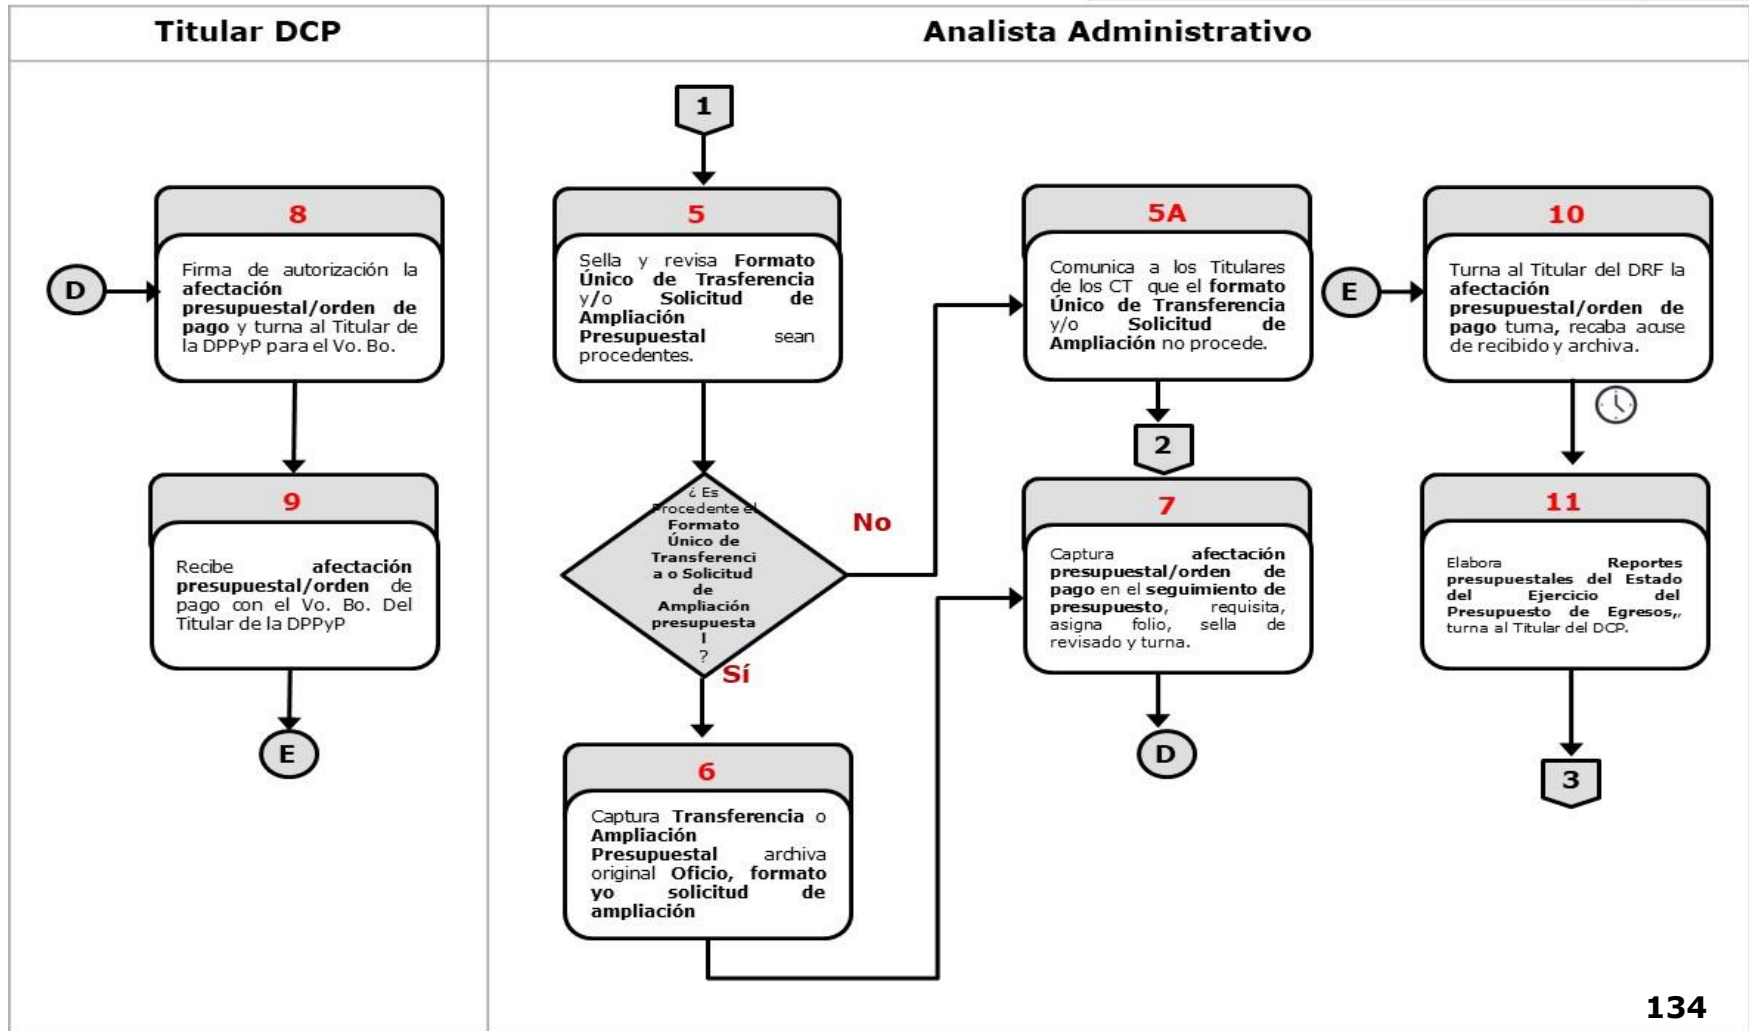 Titular DCP
Analista Administrativo
D
8
Firma de autorización la
afectación
presupuestal/orden de
pago y turna al Titular de
la DPPyP para el Vo. Bo.
9
Recibe afectación
presupuestal/orden de
pago con el Vo. Bo. Del
Titular de la DPPyP
E
1
5
Sella y revisa Formato
Único de Trasferencia
y/o Solicitud de
Ampliación
Presupuestal sean
procedentes.
¿ Es
Procedente el
Formato
Único de
Transferenci
a o Solicitud
de
Ampliación
presupuesta
l
?
No
Sí
6
Captura Transferencia o
Ampliación
Presupuestal archiva
original Oficio, formato
yo solicitud de
ampliación
5A
Comunica a los Titulares
de los CT que el formato
Único de Transferencia
y/o Solicitud de
Ampliación no procede.
2
7
Captura afectación
presupuestal/orden de
pago en el seguimiento de
presupuesto, requisita,
asigna folio, sella de
revisado y turna.
D
E
10
Turna al Titular del DRF la
afectación
presupuestal/orden de
pago turna, recaba acuse
de recibido y archiva.
11
Elabora Reportes
presupuestales del Estado
del Ejercicio del
Presupuesto de Egresos,,
turna al Titular del DCP.
3
134